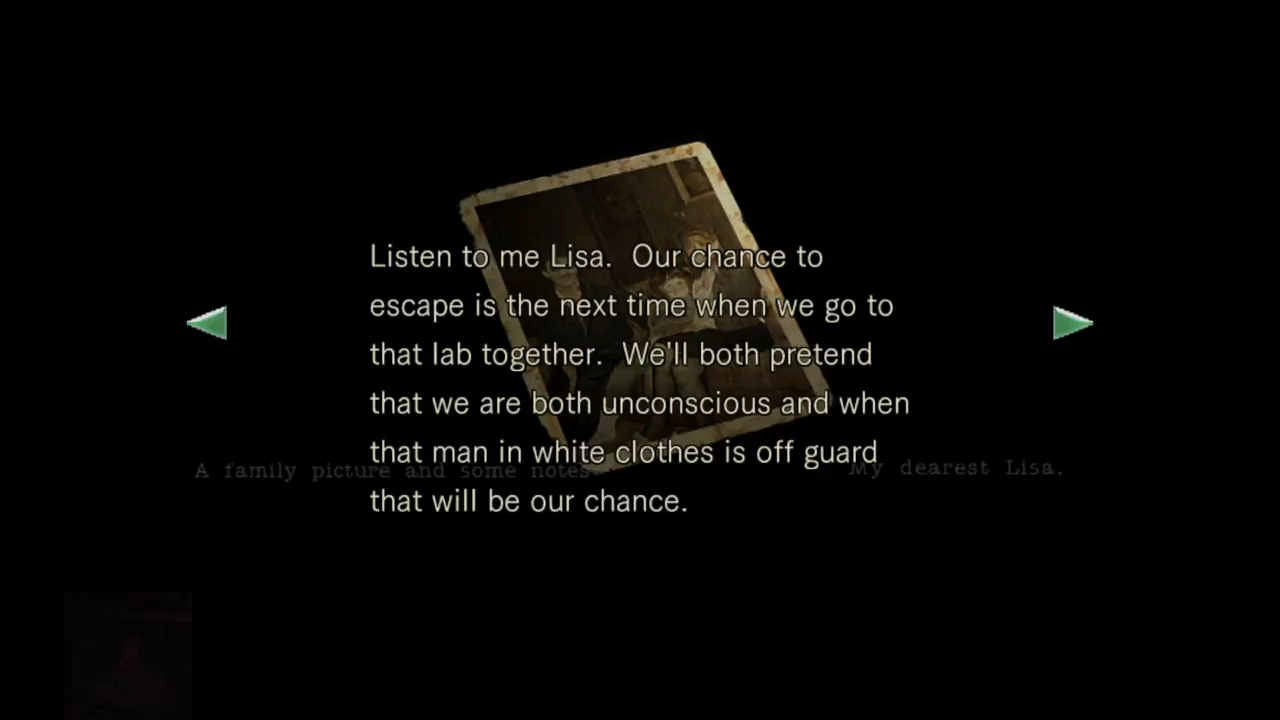 Listen to me Lisa.  Our chance to
escape is the next time when we go to
that lab together.  We'll both pretend
that we are both unconscious and when
that man in white clothes is off guard
that will be our chance.
A family picture and some notes
My dearest Lisa,